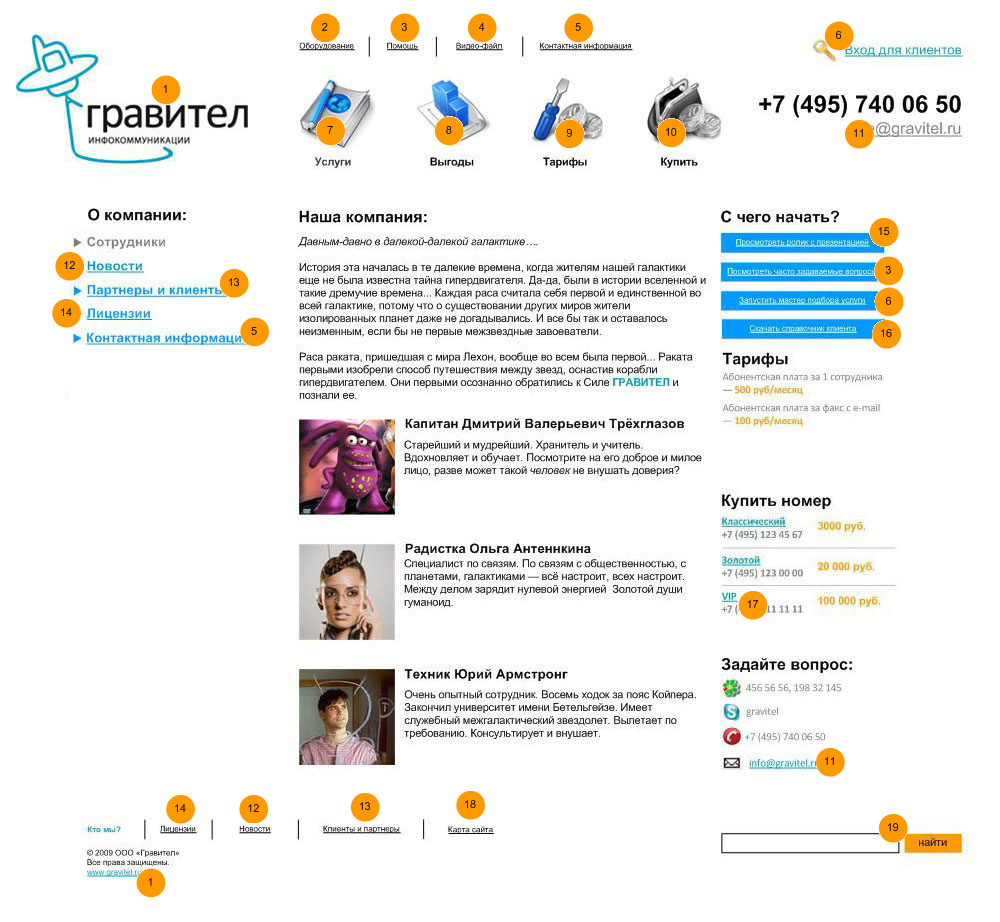 2
3
4
5
6
Оборудование
Помощь
Видео-файл
Контактная информация
Вход для клиентов
1
гравител
ИНФОКОММУНИКАЦИИ
7
8
9
10
Услуги
Выгоды
Тарифы
Купить
+7 (495) 740 06 50
11
@gravitel.ru
О компании:
Сотрудники
12
Новости
13
Партнеры и клиенты
14
Лицензии
5
Контактная информаци
Наша компания:
Давным-давно в далекой-далекой галактике….
История эта началась в те далекие времена, когда жителям нашей галактики
еще не была известна тайна гипердвигателя. Да-да, были в истории вселенной и
такие дремучие времена... Каждая раса считала себя первой и единственной во
всей галактике, потому что о существовании других миров жители
изолированных планет даже не догадывались. И все бы так и оставалось
неизменным, если бы не первые межзвездные завоеватели.
Раса раката, пришедшая с мира Лехон, вообще во всем была первой... Раката
первыми изобрели способ путешествия между звезд, оснастив корабли
гипердвигателем. Они первыми осознанно обратились к Силе ГРАВИТЕЛ и
познали ее.
Капитан Дмитрий Валерьевич Трёхглазов
Старейший и мудрейший. Хранитель и учитель.
Вдохновляет и обучает. Посмотрите на его доброе и милое
лицо, разве может такой человек не внушать доверия?
Радистка Ольга Антеннкина
Специалист по связям. По связям с общественностью, с
планетами, галактиками — всё настроит, всех настроит.
Между делом зарядит нулевой энергией Золотой души
гуманоид.
Техник Юрий Армстронг
Очень опытный сотрудник. Восемь ходок за пояс Койпера.
Закончил университет имени Бетельгейзе. Имеет
служебный межгалактический звездолет. Вылетает по
требованию. Консультирует и внушает.
С чего начать?
15
Просмотреть ролик с презентацией
3
Посмотреть часто задаваемые вопросы
6
Запустить мастер подбора услуги
16
Скачать справочник клиента
Тарифы
Абонентская плата за 1 сотрудника
— 500 руб/месяц
Абонентская плата за факс с e-mail
— 100 руб/месяц
Купить номер
Классический
3000 руб.
+7 (495) 123 45 67
Золотой
20 000 руб.
+7 (495) 123 00 00
VIP
17
100 000 руб.
+7 ( 11 11 11
Задайте вопрос:
456 56 56, 198 32 145
gravitel
+7 (495) 740 06 50
info@gravitel.r
11
14
12
13
18
Кто мы?
Лицензии
Новости
Клиенты и партнеры
Карта сайта
19
найти
© 2009 ООО «Гравител»
Все права защищены.
www.gravitel.ru
1